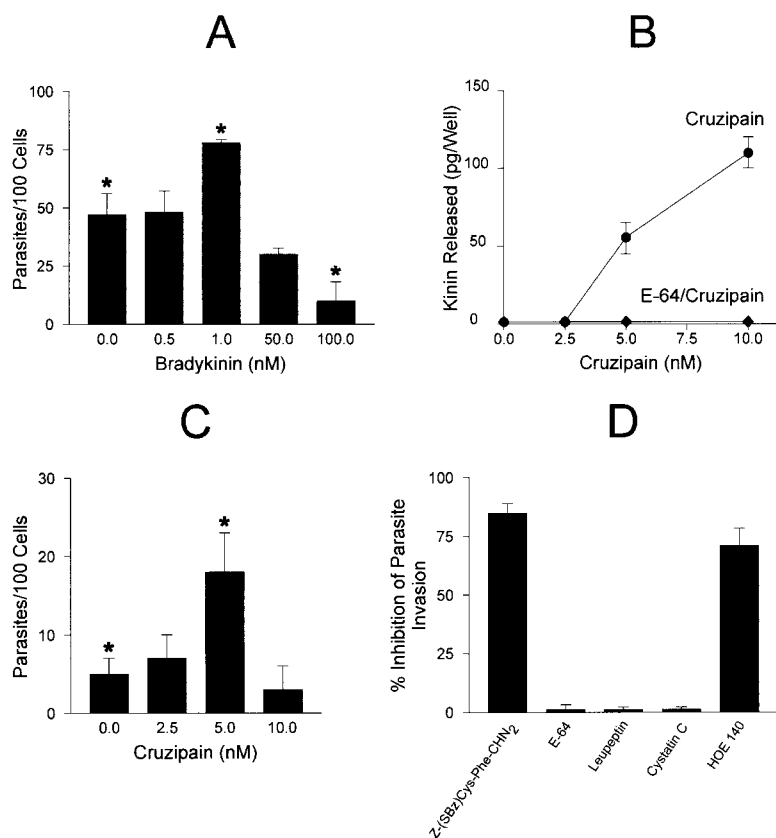 A
100
75
50
25
0
*
*
*
Parasites/100 Cells
0.0 0.5 1.0 50.0 100.0
Bradykinin (nM)
B
150
100
50
0
Kinin Released (pg/Well)
Cruzipain
E-64/Cruzipain
0.0 2.5 5.0 7.5 10.0
Cruzipain (nM)
C
30
20
10
0
*
*
Parasites/100 Cells
0.0 2.5 5.0 10.0
Cruzipain (nM)
D
100
75
50
25
0
% Inhibition of Parasite
Invasion
Z-(SBz)Cys-Phe-CHN2
E-64
Leupeptin
Cystatin C
HOE 140